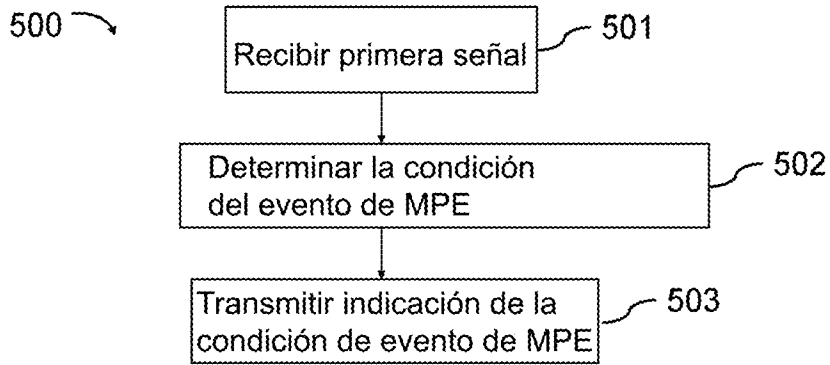 500
501
Recibir primera señal
502
Determinar la condición
del evento de MPE
503
Transmitir indicación de la
condición de evento de MPE